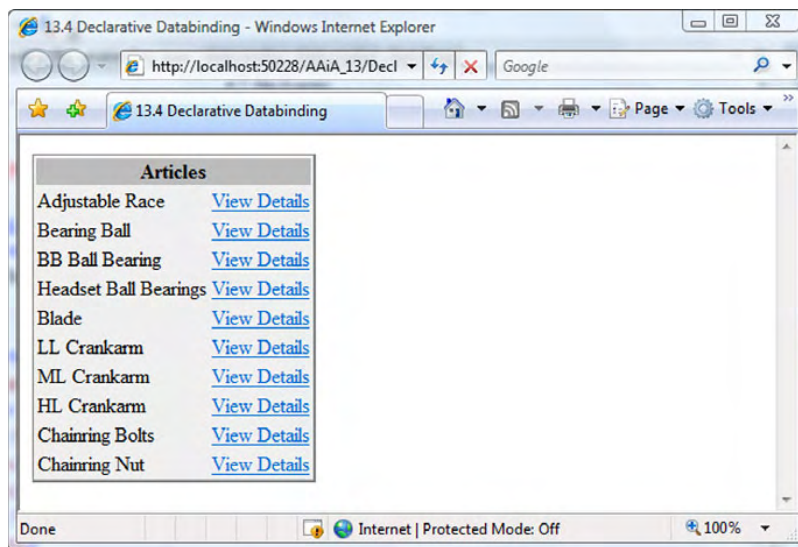 13.4 Declarative Databinding - Windows Internet Explorer
http://localhost:50228/AAiA_13/Decl
Google
13.4 Declarative Databinding
Page
Tools
Articles
Adjustable Race View Details
Bearing Ball View Details
BB Ball Bearing View Details
Headset Ball Bearings View Details
Blade View Details
LL Crankarm View Details
ML Crankarm View Details
HL Crankarm View Details
Chainring Bolts View Details
Chainring Nut View Details
Done
Internet | Protected Mode: Off
100%